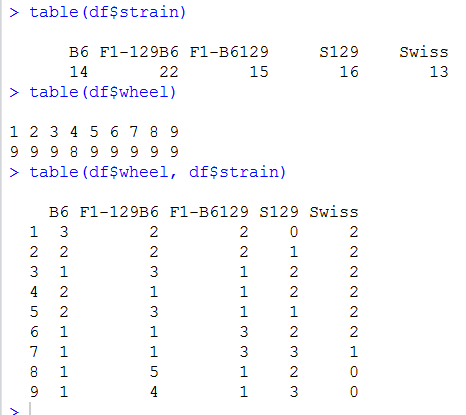 > table(df$strain)
B6 F1-129B6 F1-B6129 S129 Swiss
14 22 15 16 13
> table(df$wheel)
1 2 3 4 5 6 7 8 9
9 9 9 8 9 9 9 9 9
> table(df$wheel, df$strain)
B6 F1-129B6 F1-B6129 S129 Swiss
1 3 2 2 0 2
2 2 2 2 1 2
3 1 3 1 2 2
4 2 1 1 2 2
5 2 3 1 1 2
6 1 1 3 2 2
7 1 1 3 3 1
8 1 5 1 2 0
9 1 4 1 3 0
>